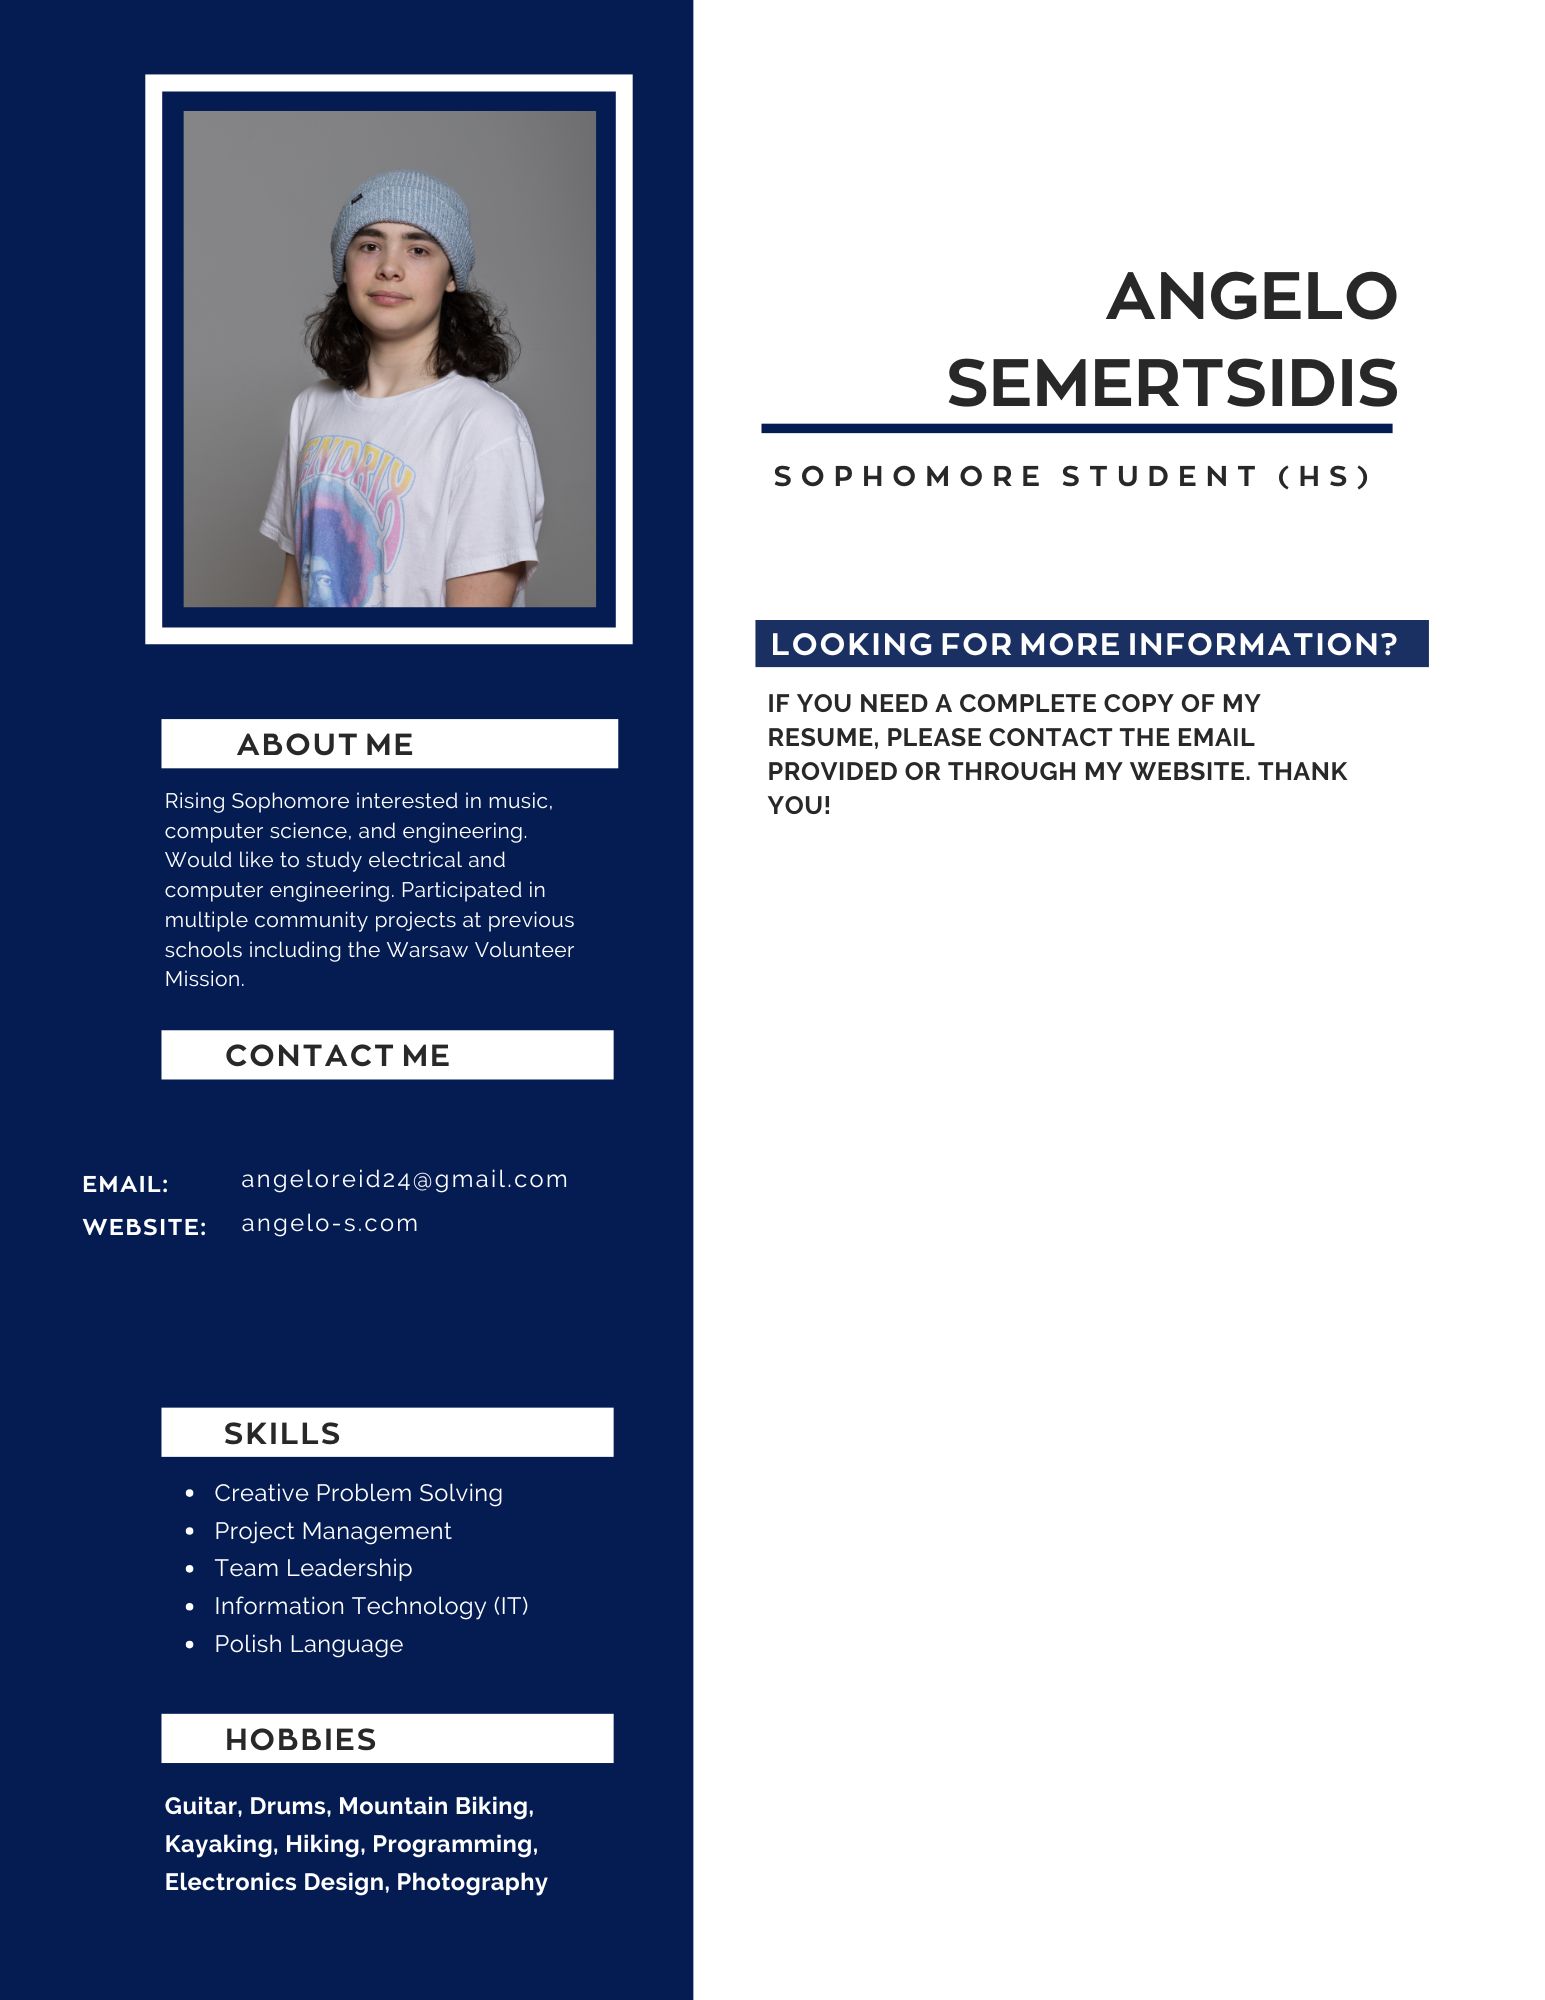 ANGELO
SEMERTSIDIS
SOPHOMORE STUDENT (HS)
LOOKING FOR MORE INFORMATION?
IF YOU NEED A COMPLETE COPY OF MY
RESUME, PLEASE CONTACT THE EMAIL
PROVIDED OR THROUGH MY WEBSITE. THANK
YOU!
ABOUT ME
Rising Sophomore interested in music,
computer science, and engineering.
Would like to study electrical and
computer engineering. Participated in
multiple community projects at previous
schools including the Warsaw Volunteer
Mission.
CONTACT ME
EMAIL: angeloreid24@gmail.com
WEBSITE: angelo-s.com
SKILLS
• Creative Problem Solving
• Project Management
• Team Leadership
• Information Technology (IT)
• Polish Language
HOBBIES
Guitar, Drums, Mountain Biking,
Kayaking, Hiking, Programming,
Electronics Design, Photography